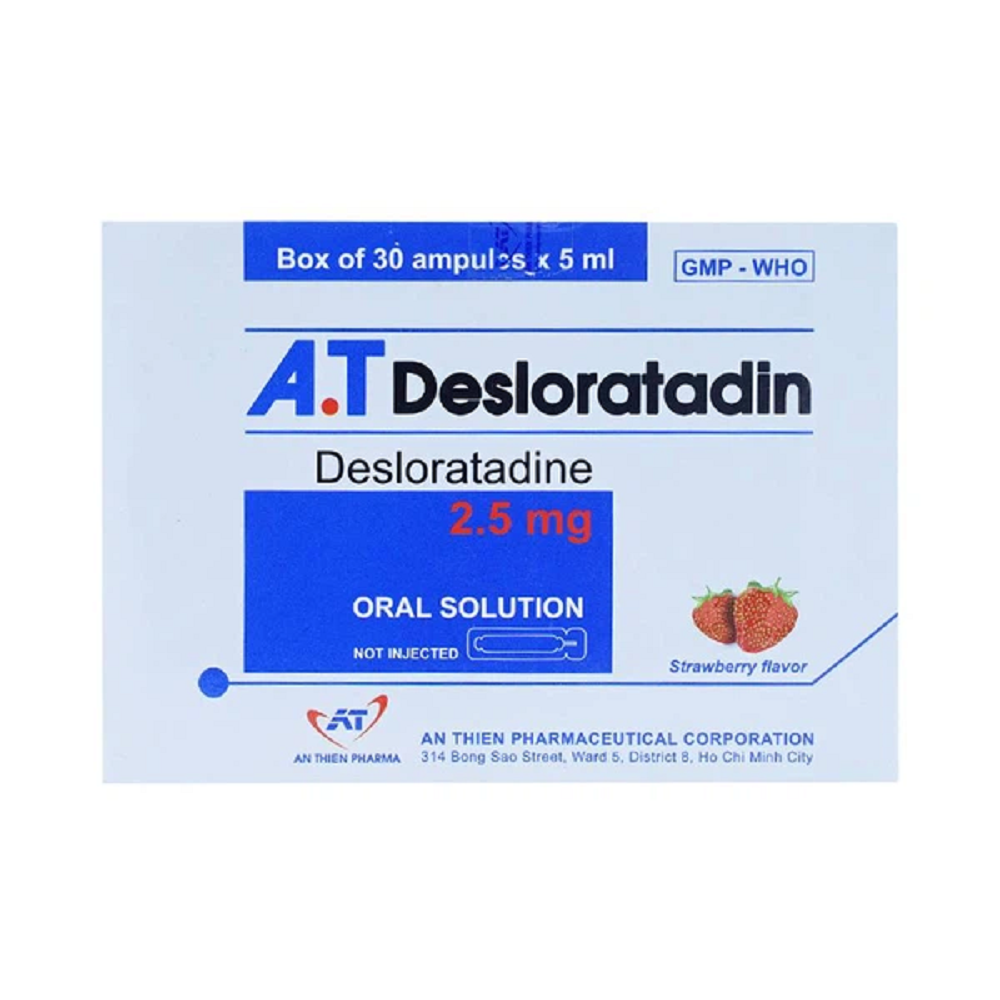 Box of 30 ampules x 5 ml
GMP - WHO
A.T Desloratadin
Desloratadine
2.5 mg
ORAL SOLUTION
NOT INJECTED
Strawberry flavor
AT
AN THIEN PHARMA
AN THIEN PHARMACEUTICAL CORPORATION
314 Bong Sao Street, Ward 5, District 8, Ho Chi Minh City